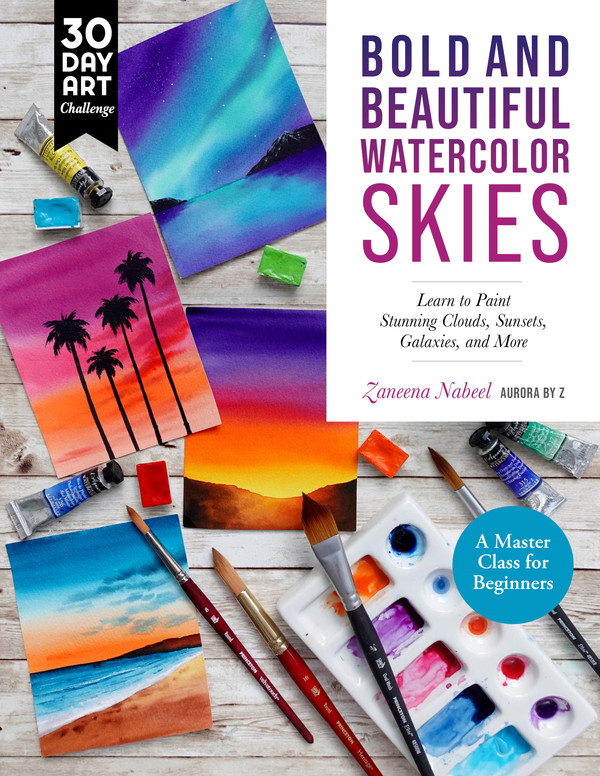 30
DAY
ART
Challenge
BOLD AND
BEAUTIFUL
WATERCOLOR
SKIES
Learn to Paint
Stunning Clouds, Sunsets,
Galaxies, and More
Zaneena Nabeel AURORA BY Z
A Master
Class for
Beginners